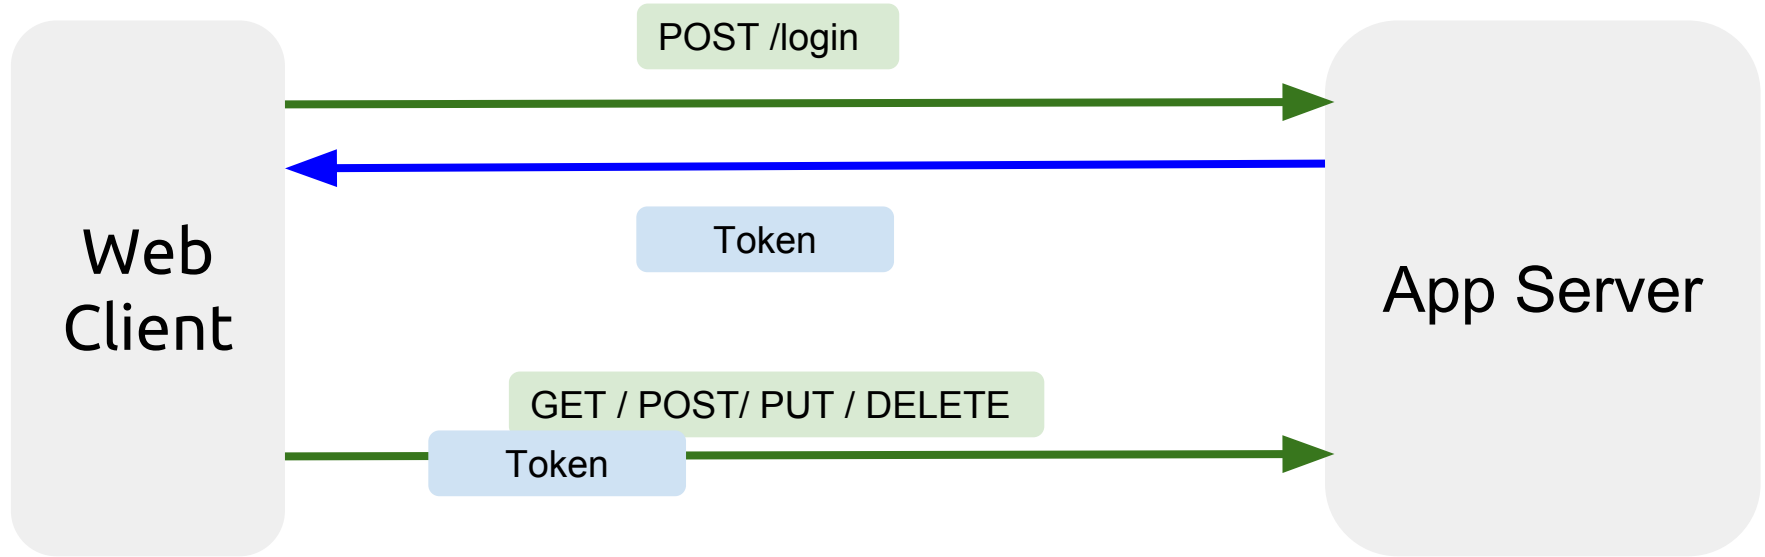 POST /login
Token
Web
Client
App Server
GET / POST/ PUT / DELETE
Token